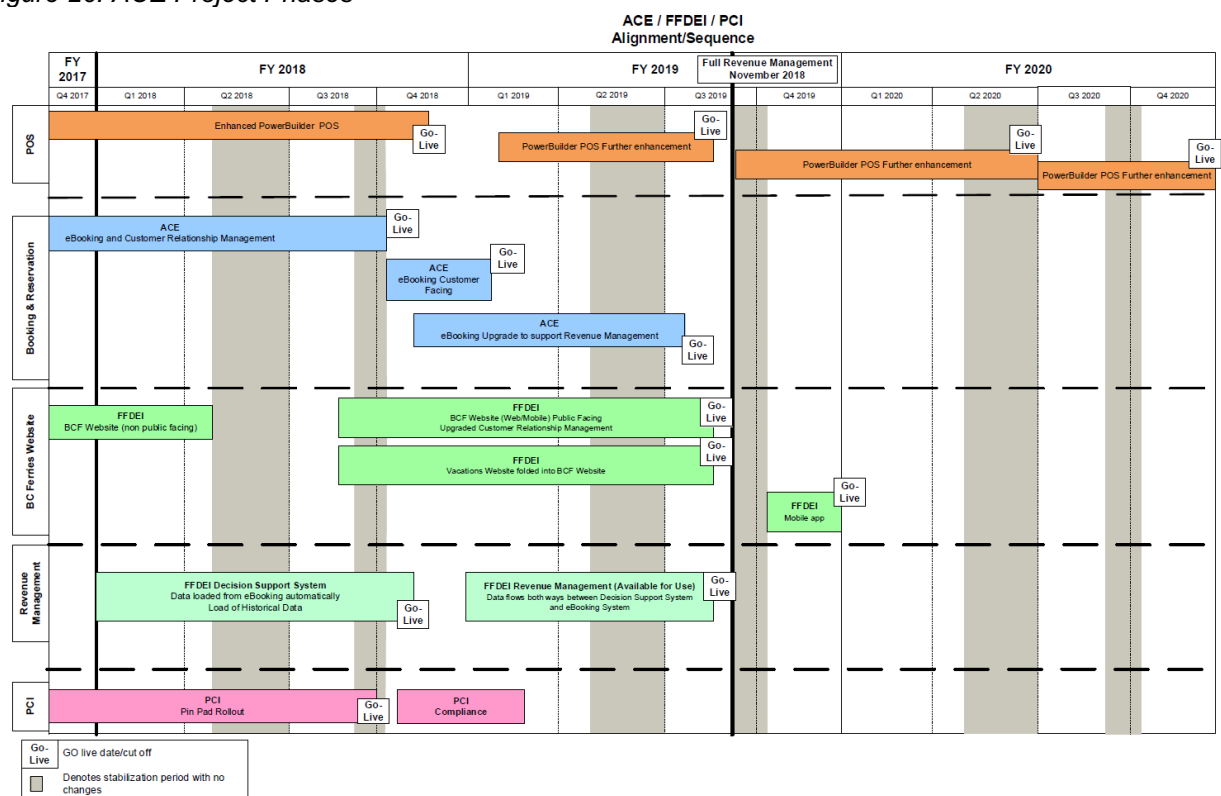 ACE / FFDEI / PCI
Alignment/Sequence
FY
2017
FY 2018
FY 2019
Full Revenue Management
November 2018
FY 2020
Q4 2017
Q1 2018
Q2 2018
Q3 2018
Q4 2018
Q1 2019
Q2 2019
Q3 2019
Q4 2019
Q1 2020
Q2 2020
Q3 2020
Q4 2020
POS
Enhanced PowerBuilder POS
Go-
Live
PowerBuilder POS Further enhancement
Go-
Live
PowerBuilder POS Further enhancement
Go-
Live
PowerBuilder POS Further enhancement
Go-
Live
Booking & Reservation
ACE
eBooking and Customer Relationship Management
Go-
Live
ACE
eBooking Customer
Facing
Go-
Live
ACE
eBooking Upgrade to support Revenue Management
Go-
Live
BC Ferries Website
FFDEI
BCF Website (non public facing)
FFDEI
BCF Website (Web/Mobile) Public Facing
Upgraded Customer Relationship Management
Go-
Live
FFDEI
Vacations Website folded into BCF Website
Go-
Live
FFDEI
Mobile app
Go-
Live
Revenue
Management
FFDEI Decision Support System
Data loaded from eBooking automatically
Load of Historical Data
Go-
Live
FFDEI Revenue Management (Available for Use)
Data flows both ways between Decision Support System
and eBooking System
Go-
Live
PCI
PCI
Pin Pad Rollout
Go-
Live
PCI
Compliance
Go-
Live
GO live date/cut off
Denotes stabilization period with no
changes